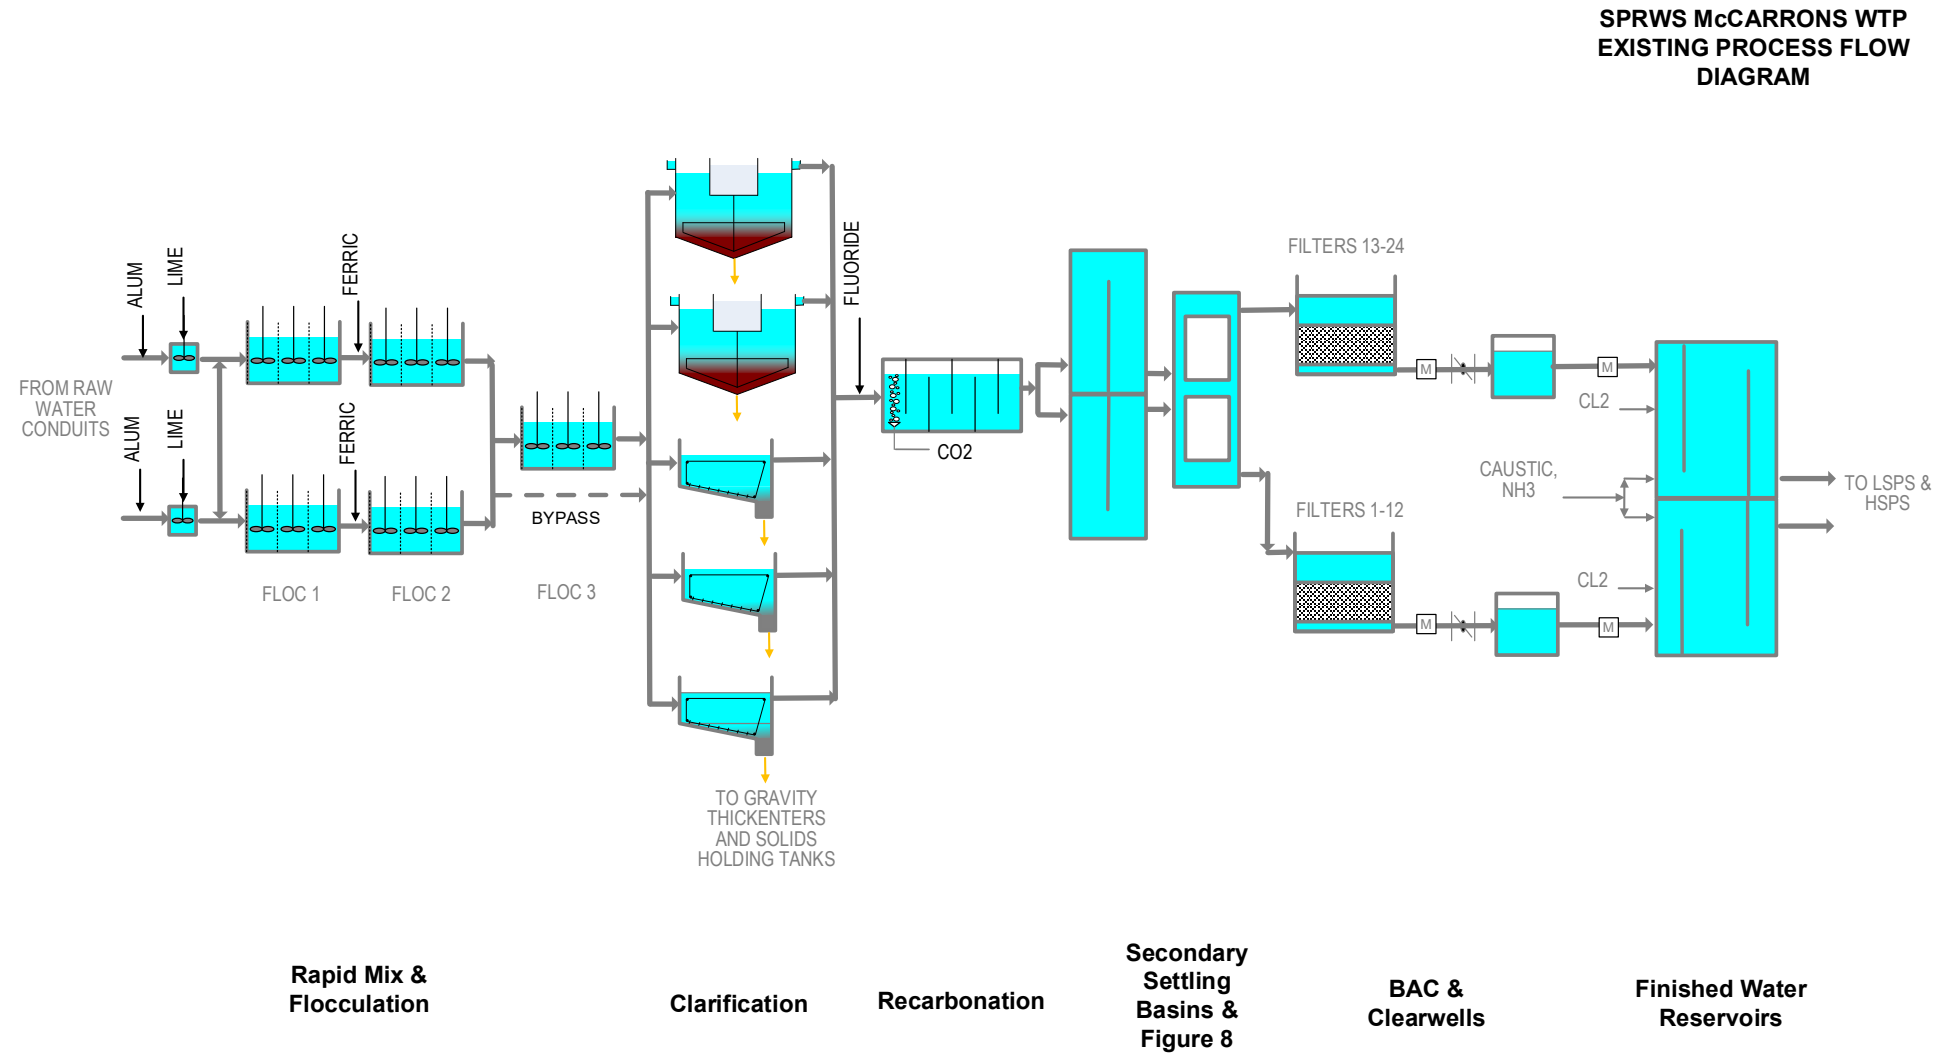 SPRWS McCARRONS WTP
EXISTING PROCESS FLOW
DIAGRAM
ALUM
LIME
FERRIC
FROM RAW
WATER
CONDUITS
ALUM
LIME
FERRIC
FLOC 1
FLOC 2
FLOC 3
BYPASS
TO GRAVITY
THICKENTERS
AND SOLIDS
HOLDING TANKS
FLUORIDE
CO2
FILTERS 13-24
M
M
FILTERS 1-12
M
M
CL2
CAUSTIC,
NH3
CL2
TO LSPS &
HSPS
Rapid Mix &
Flocculation
Clarification
Recarbonation
Secondary
Settling
Basins &
Figure 8
BAC &
Clearwells
Finished Water
Reservoirs